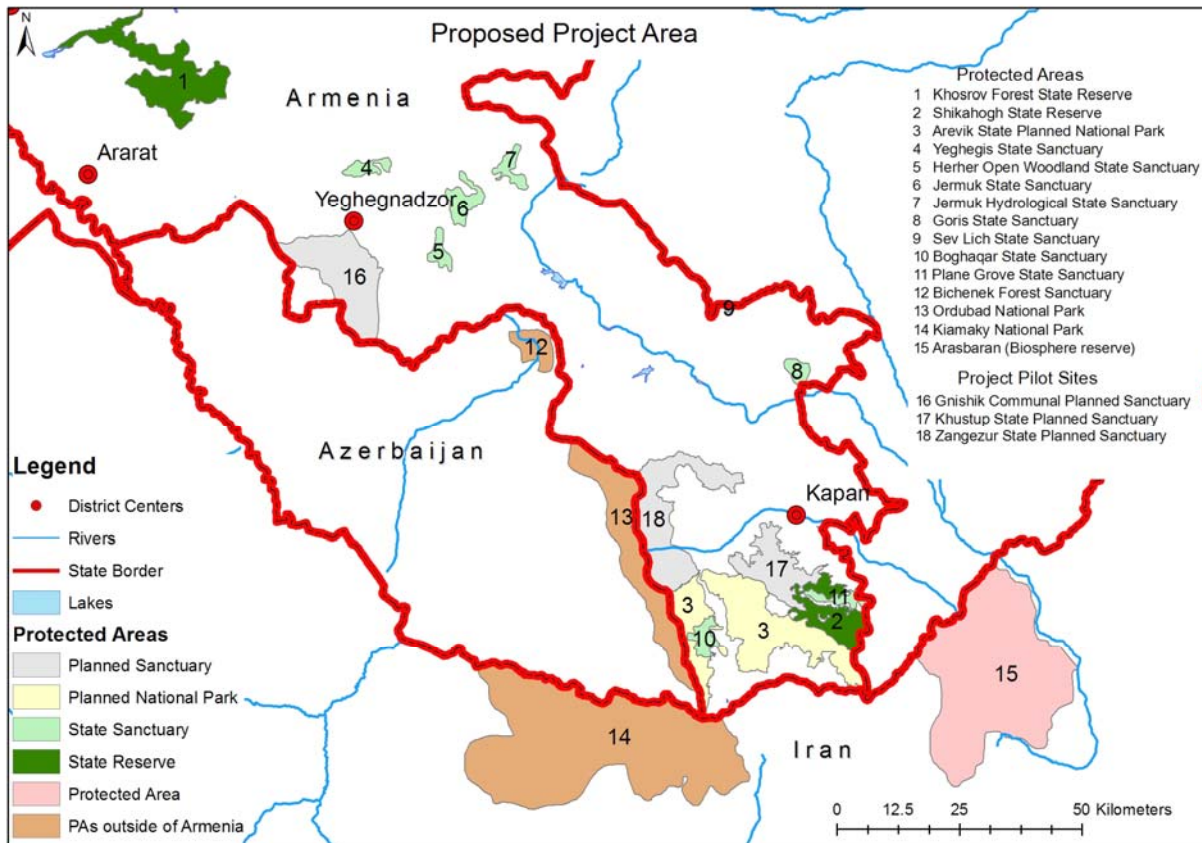 N
Proposed Project Area
Armenia
Ararat
Yeghegnadzor
Azerbaijan
Kapan
Iran
1
4
7
6
5
16
12
9
8
13
18
17
11
2
3
3
10
14
15
Protected Areas
1 Khosrov Forest State Reserve
2 Shikahogh State Reserve
3 Arevik State Planned National Park
4 Yeghegis State Sanctuary
5 Herher Open Woodland State Sanctuary
6 Jermuk State Sanctuary
7 Jermuk Hydrological State Sanctuary
8 Goris State Sanctuary
9 Sev Lich State Sanctuary
10 Boghaqar State Sanctuary
11 Plane Grove State Sanctuary
12 Bichenek Forest Sanctuary
13 Ordubad National Park
14 Kiamaky National Park
15 Arasbaran (Biosphere reserve)
Project Pilot Sites
16 Gnishik Communal Planned Sanctuary
17 Khustup State Planned Sanctuary
18 Zangezur State Planned Sanctuary
Legend
District Centers
Rivers
State Border
Lakes
Protected Areas
Planned Sanctuary
Planned National Park
State Sanctuary
State Reserve
Protected Area
PAs outside of Armenia
0 12.5 25 50 Kilometers